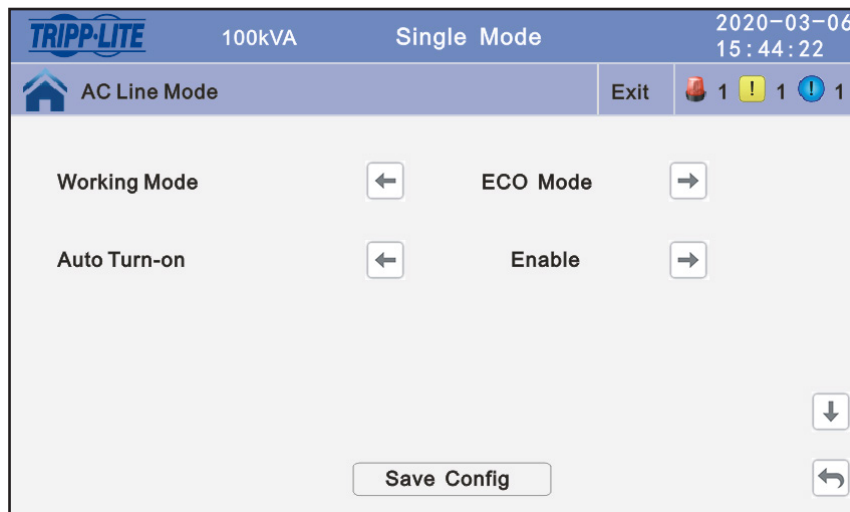 TRIPP·LITE 100kVA Single Mode 2020-03-06
15:44:22
AC Line Mode Exit 1 ! 1 ! 1
Working Mode ECO Mode
Auto Turn-on Enable
Save Config